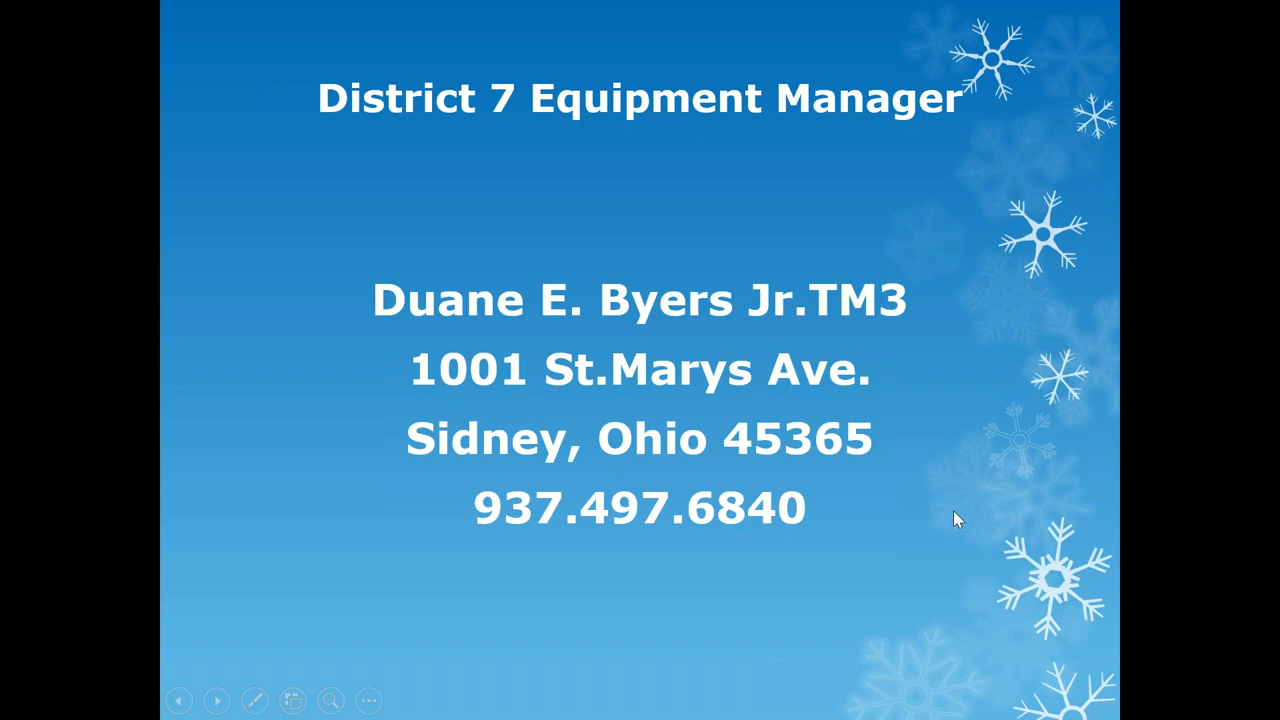 District 7 Equipment Manager
Duane E. Byers Jr.TM3
1001 St.Marys Ave.
Sidney, Ohio 45365
937.497.6840